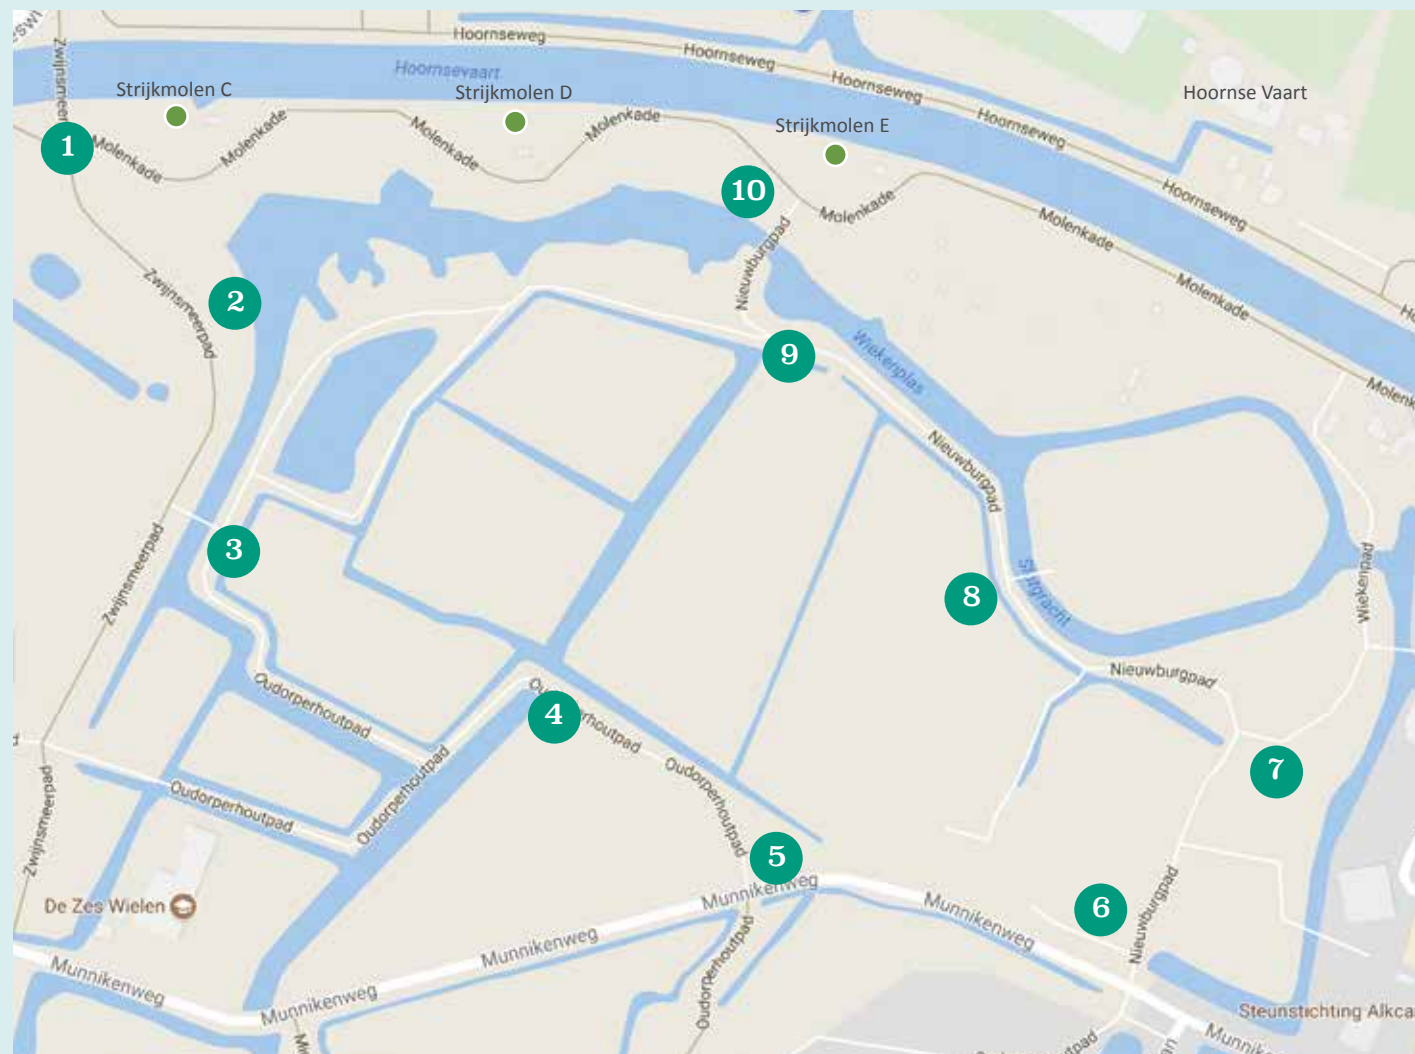 Hoornseweg
Hoornseweg
Hoornsevaart
Hoornseweg
Hoornse Vaart
Strijkmolen C
Strijkmolen D
Strijkmolen E
Hoornseweg
Zwijnsmeer
1
Molenkade
Molenkade
Molenkade
Molenkade
10
Molenkade
Hoornseweg
Molenkade
Nieuwburgpad
Zwijnsmeerpad
2
Molenkade
9
Wiekenplas
Nieuwburgpad
3
Zwijnsmeerpad
8
Slotgracht
Wiekenpad
Oudorperhoutpad
Nieuwburgpad
4
Oudorperhoutpad
Oudorperhoutpad
Oudorperhoutpad
7
Oudorperhoutpad
Zwijnsmeerpad
5
Munnikenweg
6
De Zes Wielen
Munnikenweg
Munnikenweg
Nieuwburgpad
Oudorperhoutpad
Munnikenweg
Munnikenweg
Steunstichting Alkca